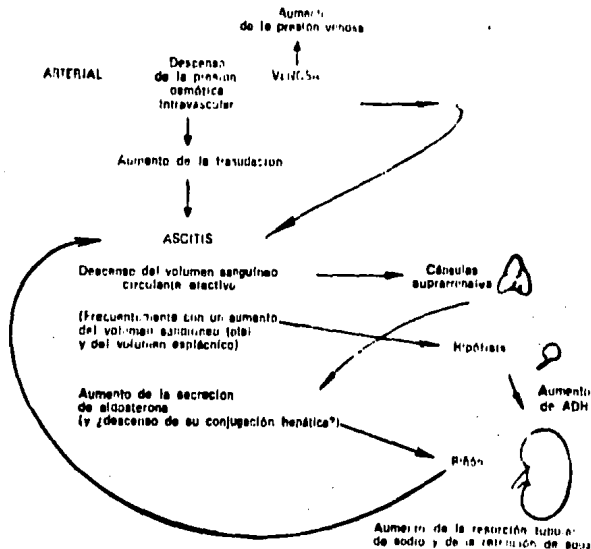 Aumento
de la presión venosa
ARTERIAL
Descenso
de la presión
osmótica
intravascular
VENOSA
Aumento de la trasudación
ASCITIS
Descenso del volumen sanguíneo
circulante efectivo
Cápsulas
suprarrenales
(Frecuentemente con un aumento
del volumen sanguíneo total
y del volumen esplácnico)
Hipófisis
Aumento de la secreción
de aldosterona
(y ¿descenso de su conjugación hepática?)
Aumento
de ADH
Riñón
Aumento de la resorción tubular
de sodio y de la retención de agua